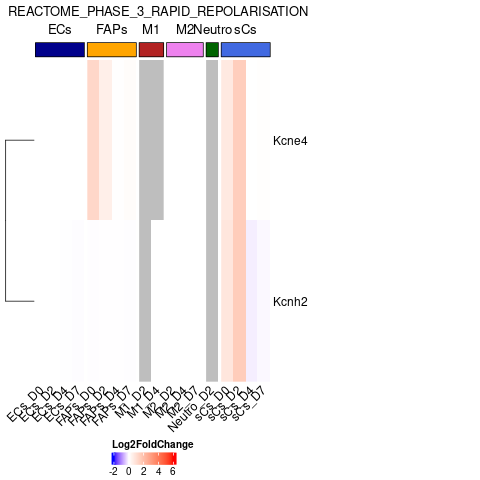 REACTOME_PHASE_3_RAPID_REPOLARISATION
ECs FAPs M1 M2 Neutro sCs
Kcne4
Kcnh2
ECs_D0 ECs_D2 ECs_D4 ECs_D7 FAPs_D0 FAPs_D2 FAPs_D4 FAPs_D7 M1_D2 M1_D4 M2_D2 M2_D4 M2_D7 Neutro_D2 sCs_D0 sCs_D2 sCs_D4 sCs_D7
Log2FoldChange
-2 0 2 4 6